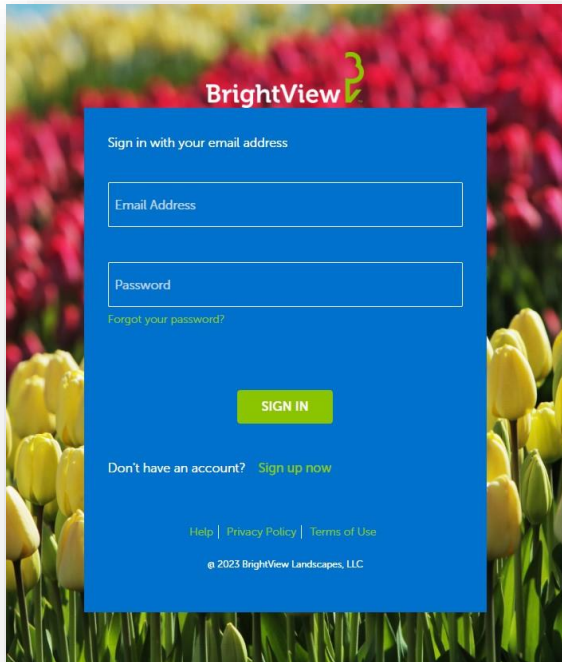 BrightView
Sign in with your email address
Email Address
Password
Forgot your password?
SIGN IN
Don't have an account? Sign up now
Help | Privacy Policy | Terms of Use
@ 2023 BrightView Landscapes, LLC